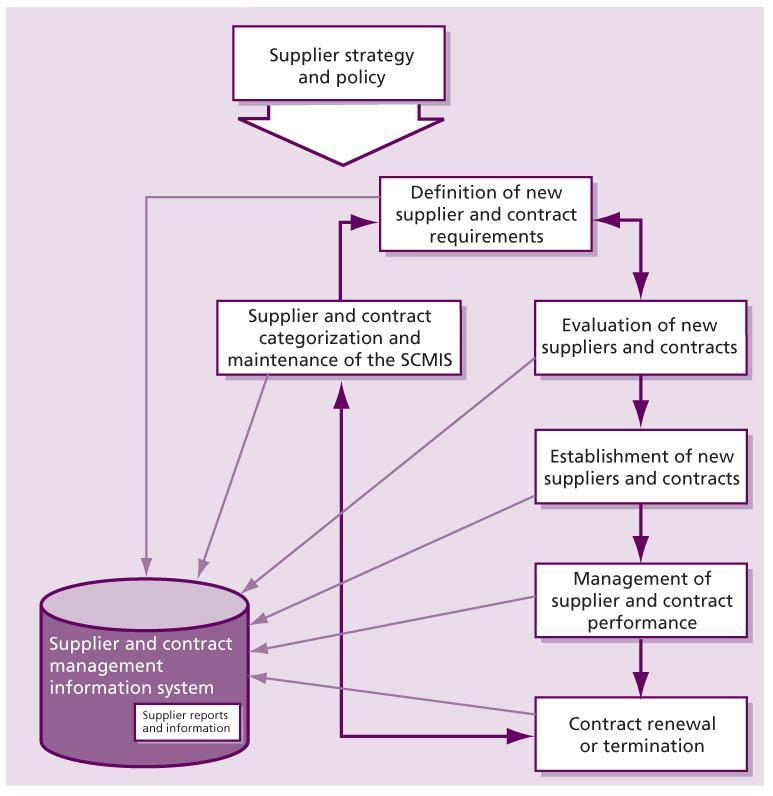 Supplier strategy
and policy
Definition of new
supplier and contract
requirements
Supplier and contract
categorization and
maintenance of the SCMIS
Evaluation of new
suppliers and contracts
Establishment of new
suppliers and contracts
Management of
supplier and contract
performance
Supplier and contract
management
information system
Supplier reports
and information
Contract renewal
or termination